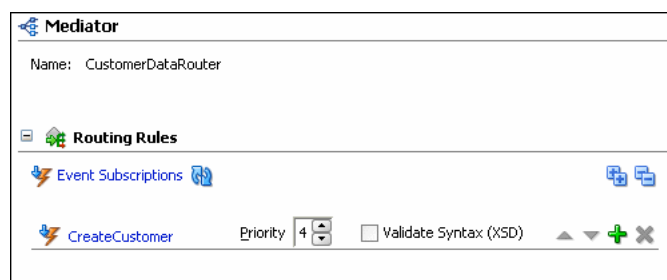 Mediator
Name: CustomerDataRouter
Routing Rules
Event Subscriptions
CreateCustomer Priority 4 Validate Syntax (XSD)